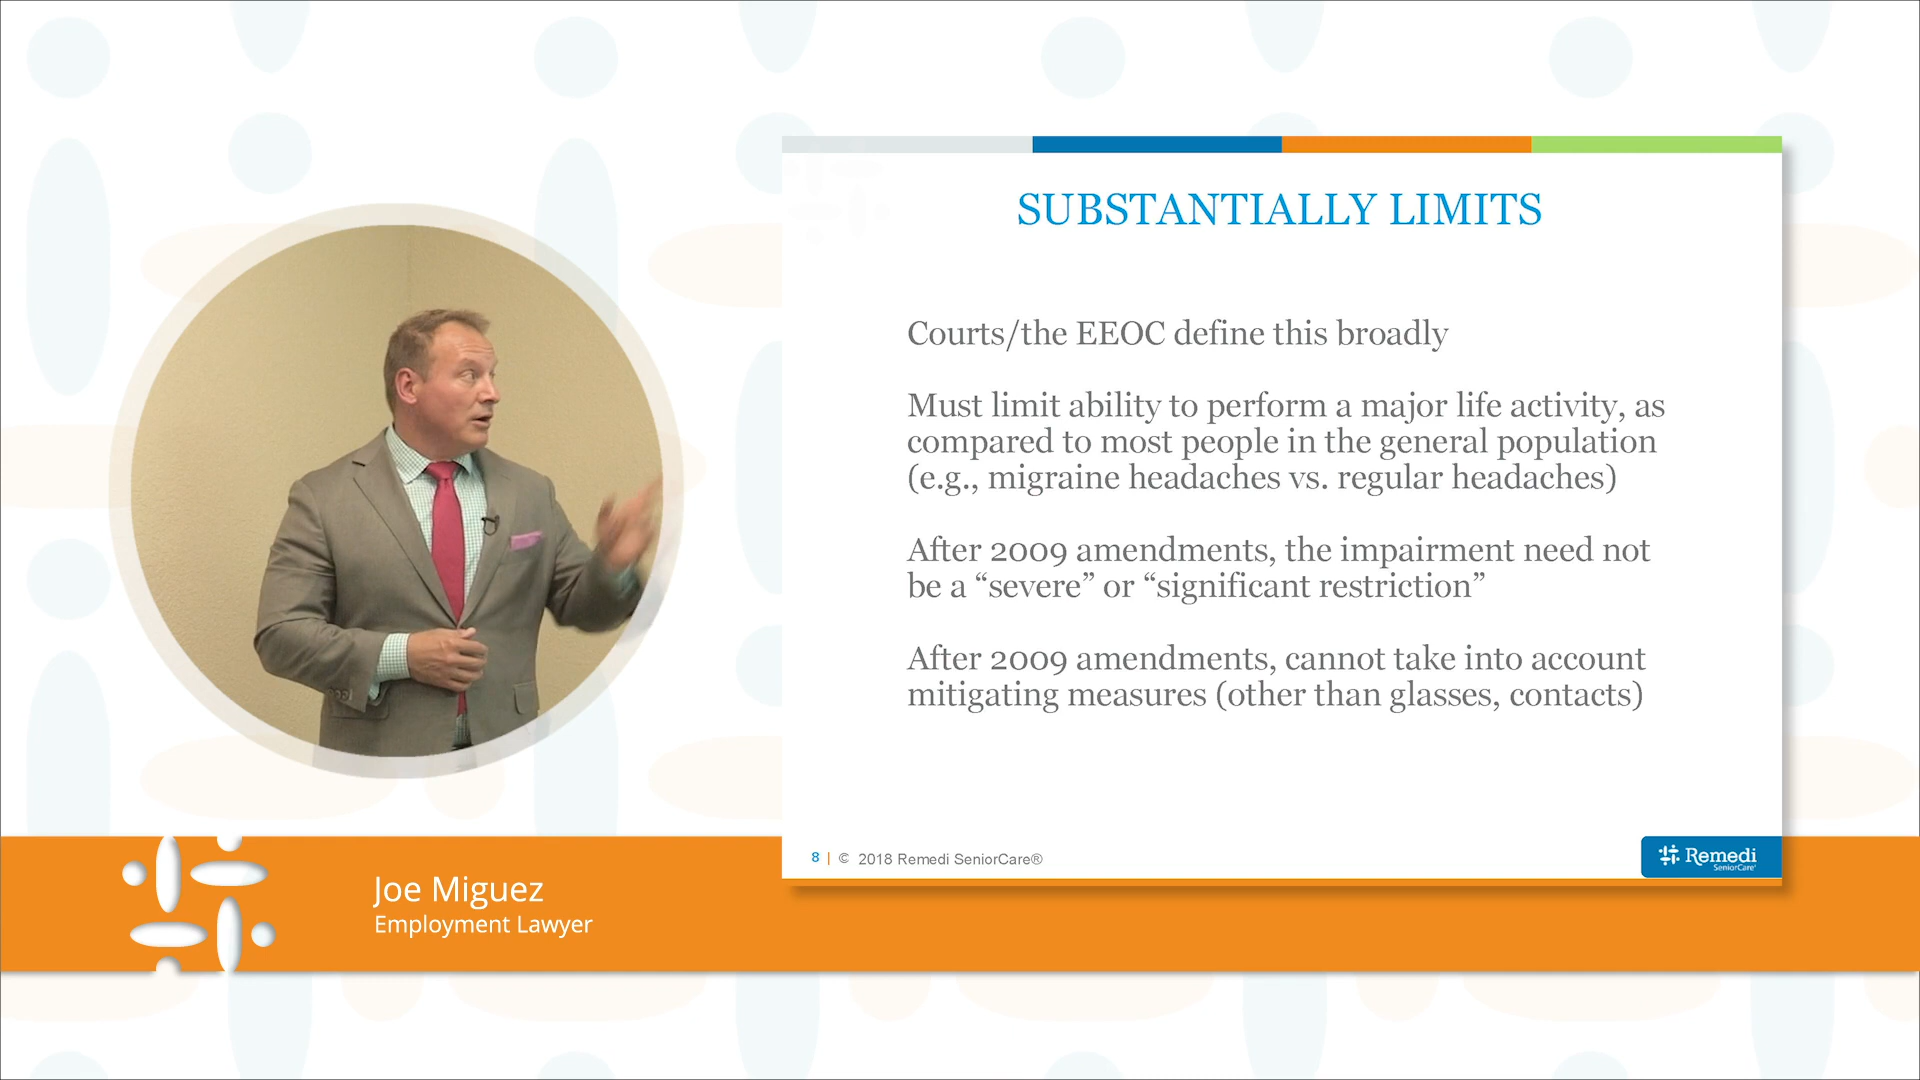 SUBSTANTIALLY LIMITS
Courts/the EEOC define this broadly
Must limit ability to perform a major life activity, as
compared to most people in the general population
(e.g., migraine headaches vs. regular headaches)
After 2009 amendments, the impairment need not
be a “severe” or “significant restriction”
After 2009 amendments, cannot take into account
mitigating measures (other than glasses, contacts)
8 | © 2018 Remedi SeniorCare®
Remedi
SeniorCare®
Joe Miguez
Employment Lawyer